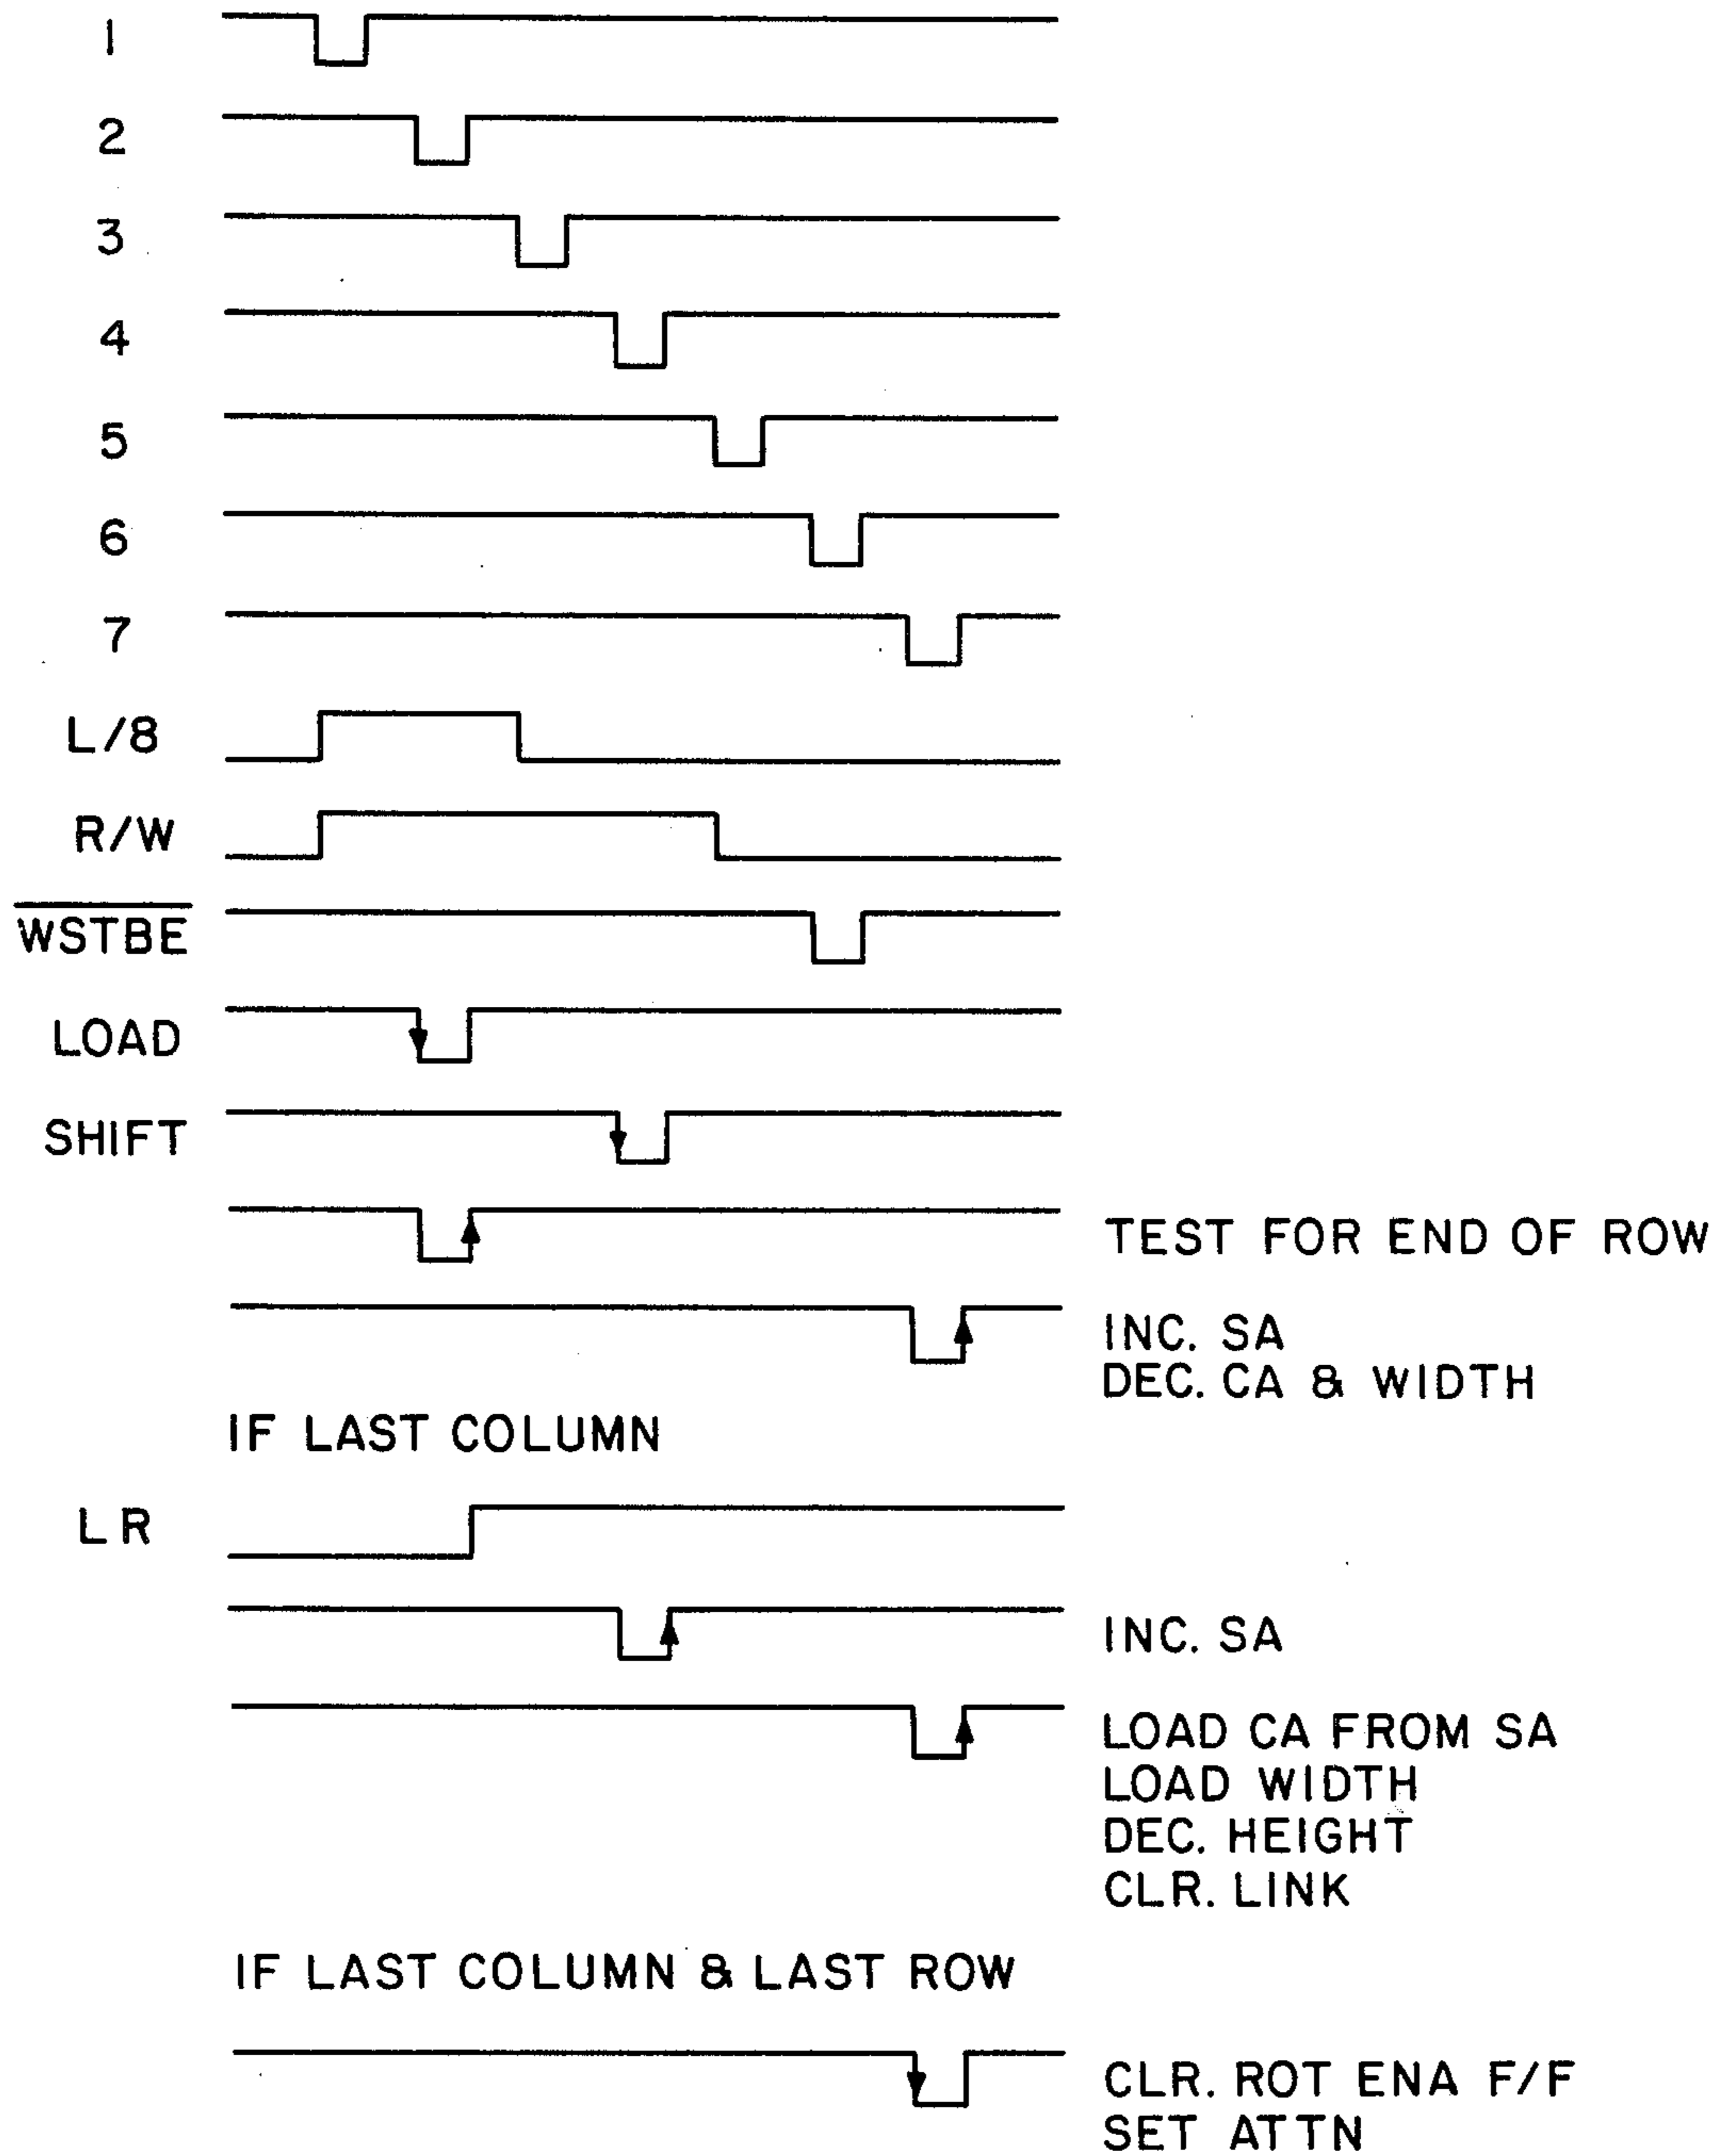 1
2
3
4
5
6
7
L/8
R/W
WSTBE
LOAD
SHIFT
TEST FOR END OF ROW
INC. SA
DEC. CA & WIDTH
IF LAST COLUMN
LR
INC. SA
LOAD CA FROM SA
LOAD WIDTH
DEC. HEIGHT
CLR. LINK
IF LAST COLUMN & LAST ROW
CLR. ROT ENA F/F
SET ATTN